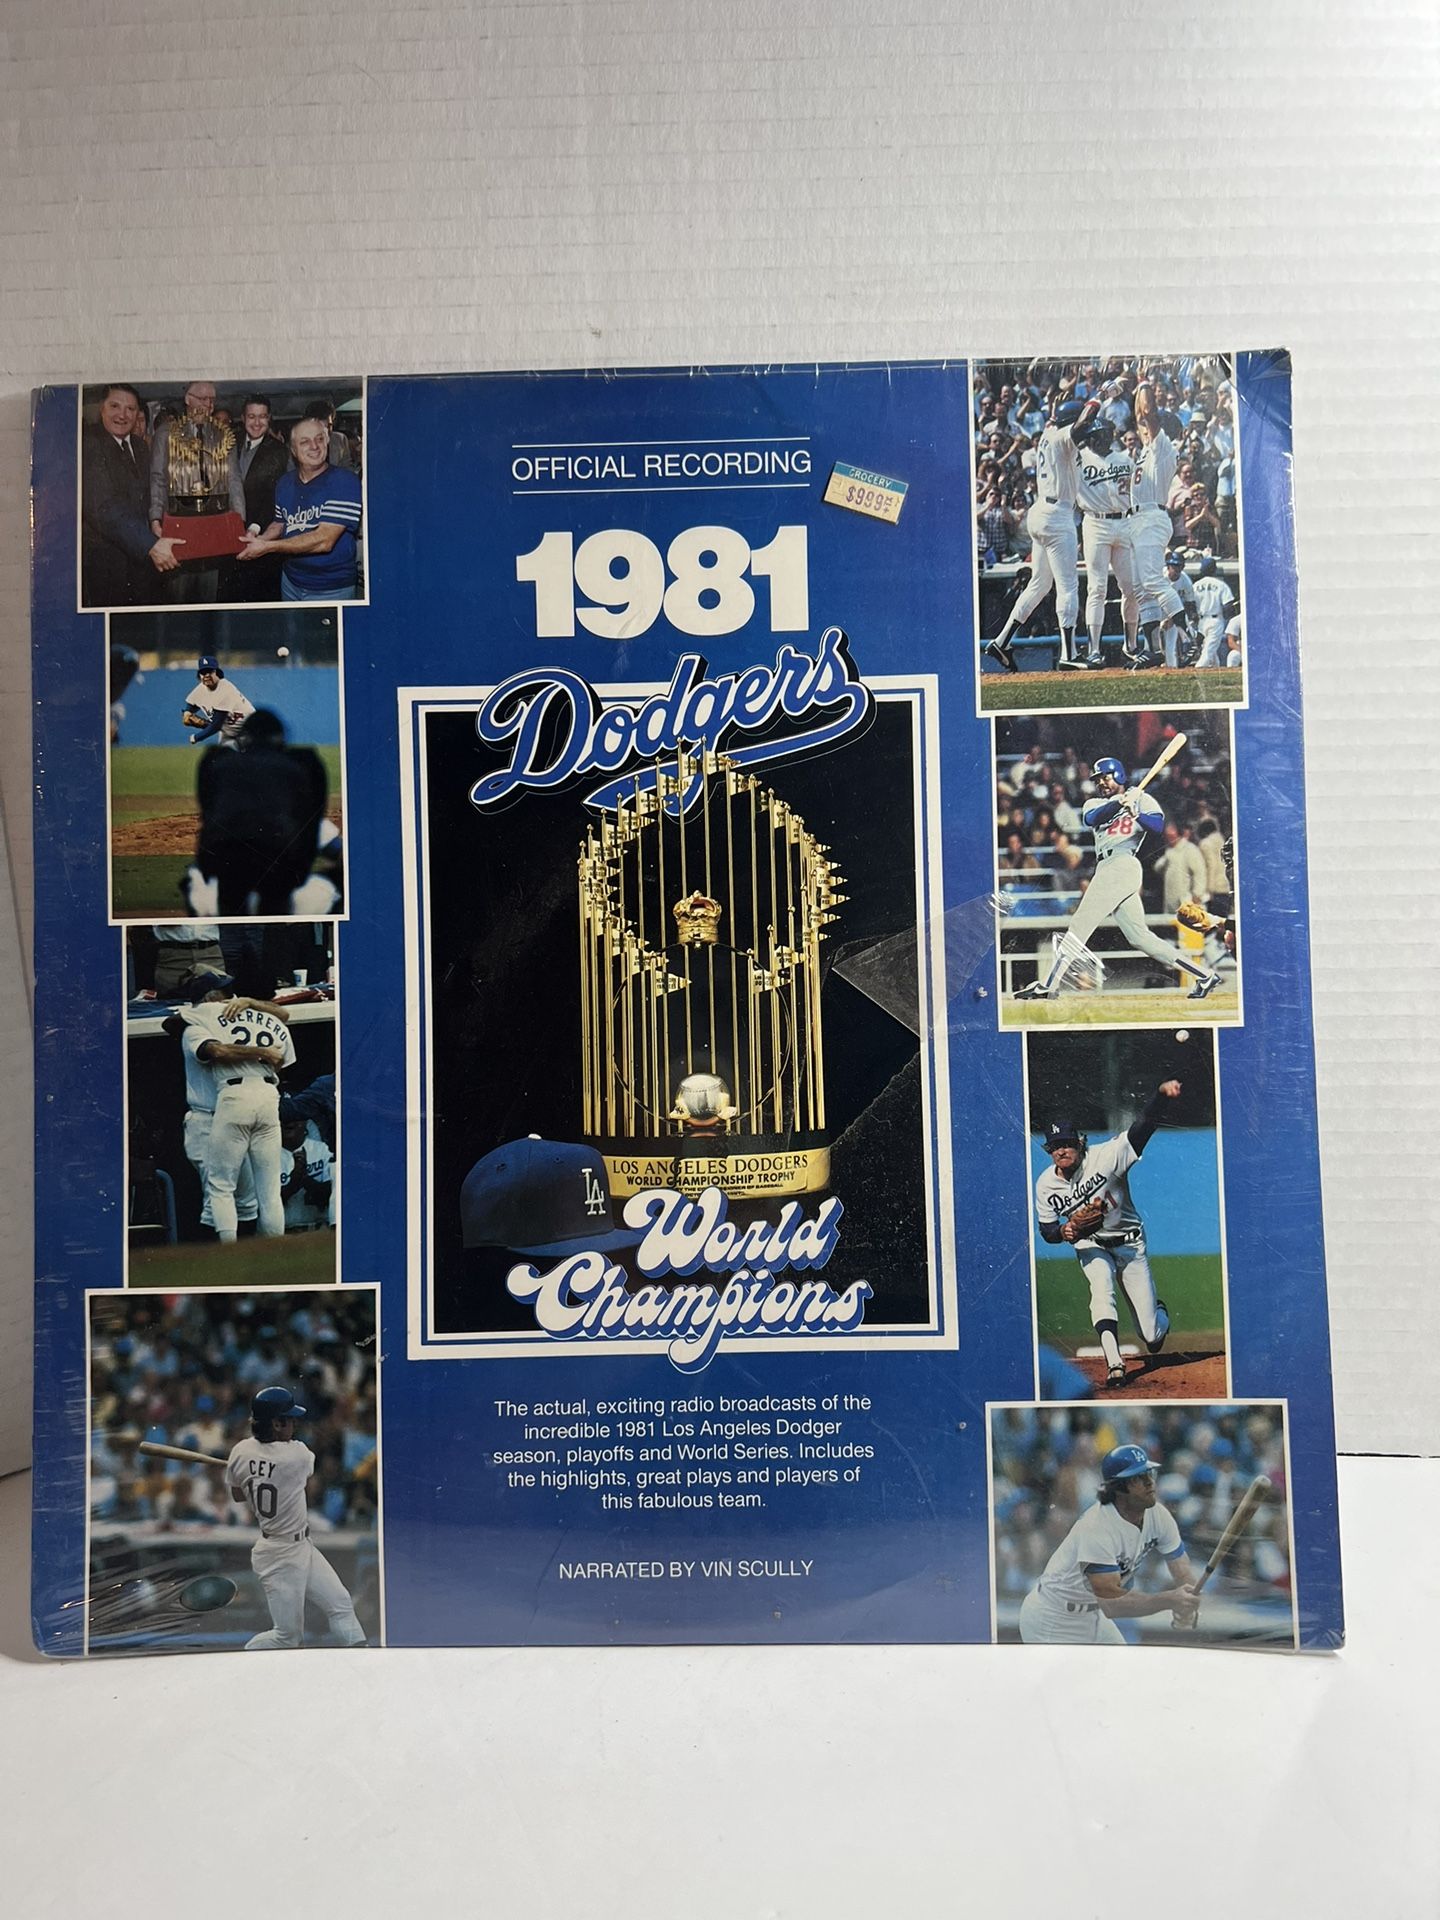 OFFICIAL RECORDING
GROCERY
$999
1981
Dodgers
LOS ANGELES DODGERS
WORLD CHAMPIONSHIP TROPHY
LA
World
Champions
The actual, exciting radio broadcasts of the
incredible 1981 Los Angeles Dodger
season, playoffs and World Series. Includes
the highlights, great plays and players of
this fabulous team.
NARRATED BY VIN SCULLY
Dodgers
GUERRERO
28
CEY
10
Dodgers
6
28
Dodgers